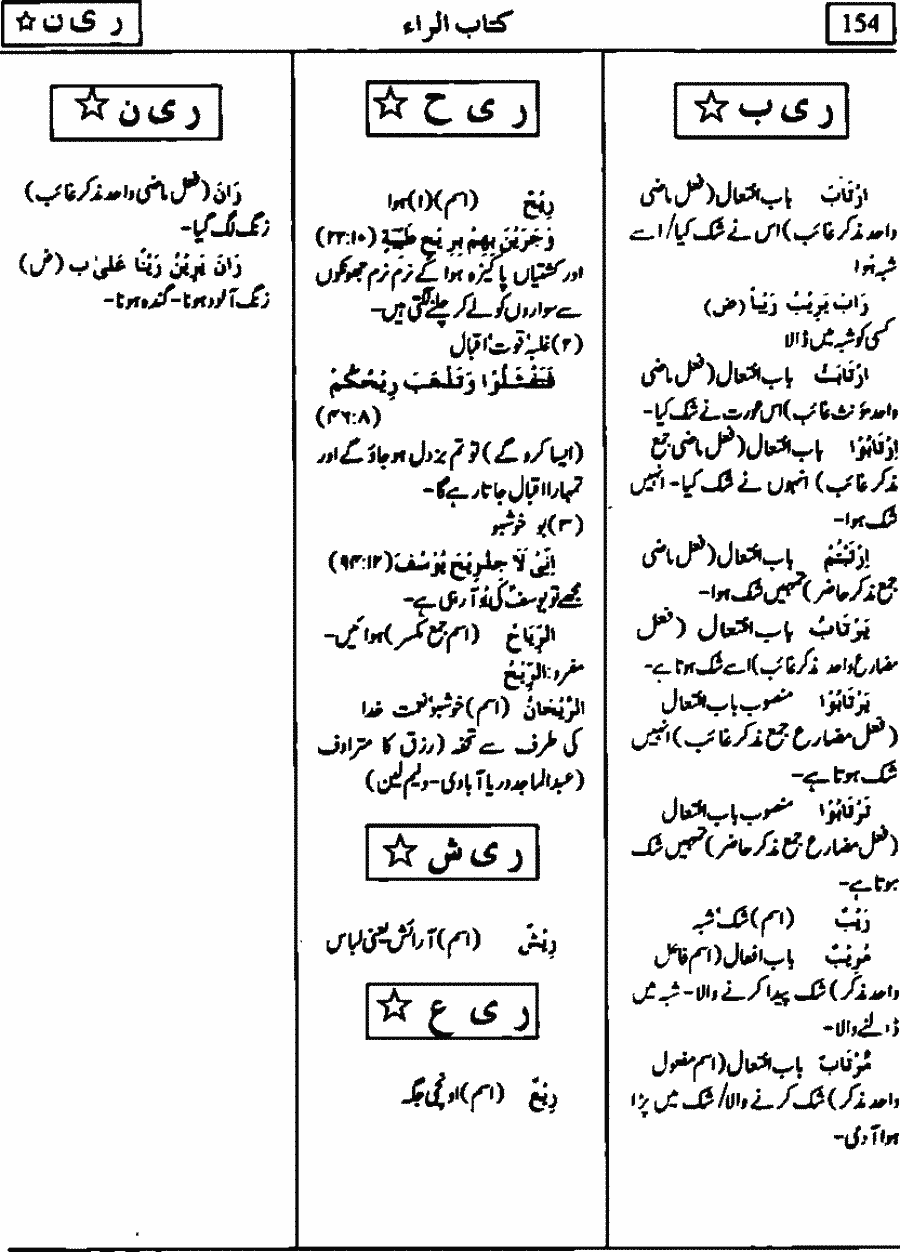 154
کتاب الراء
ر ی ن ☆
ر ی ب ☆
اِرْتَابَ باب افتعال (فعل ماضی
واحد مذکر غائب) اس نے شک کیا/ اسے
شبہ ہُوا
رَابَ یَرِیْبُ رَیْباً (ض)
کسی کو شبہ میں ڈالا
اِرْتَابَتْ باب افتعال (فعل ماضی
واحد مؤنث غائب) اس عورت نے شک کیا-
اِرْتَابُوْا باب افتعال (فعل ماضی جمع
مذکر غائب) انہوں نے شک کیا- انہیں
شک ہوا-
اِرْتَبْتُمْ باب افتعال (فعل ماضی
جمع مذکر حاضر) تمہیں شک ہوا-
یَرْتَابُ باب افتعال (فعل
مضارع واحد مذکر غائب) اسے شک ہوتا ہے-
یَرْتَابُوْا منصوب باب افتعال
(فعل مضارع جمع مذکر غائب) انہیں
شک ہوتا ہے-
تَرْتَابُوْا منصوب باب افتعال
(فعل مضارع جمع مذکر حاضر) تمہیں شک
ہوتا ہے-
رَیْبٌ (اسم) شک شبہ
مُرِیْبٌ باب افعال (اسم فاعل
واحد مذکر) شک پیدا کرنے والا- شبہ میں
ڈالنے والا-
مُرْتَابٌ باب افتعال (اسم مفعول
واحد مذکر) شک کرنے والا/ شک میں پڑا
ہوا آدمی-
ر ی ح ☆
رِیْحٌ (اسم) (۱) ہوا
وَجَرَیْنَ بِهِمْ بِرِیْحٍ طَیِّبَةٍ (۲۲:۱۰)
اور کشتیاں پاکیزہ ہوا کے نرم نرم جھونکوں
سے سواروں کو لے کر چلنے لگتی ہیں-
(۲) غلبہ قوت اقبال
فَتَفْشَلُوْا وَتَذْهَبَ رِیْحُکُمْ
(۴۶:۸)
(ایسا کرو گے) تو تم بزدل ہو جاؤ گے اور
تمہارا اقبال جاتا رہے گا-
(۳) بو خوشبو
اِنِّیْ لَاَ جِدُ رِیْحَ یُوْسُفَ (۹۴:۱۲)
مجھے تو یوسفؑ کی بُو آ رہی ہے-
الرِّیَاحُ (اسم جمع مکسر) ہوائیں-
مفرد: الرِّیْحُ
الرَّیْحَانُ (اسم) خوشبو نعمت خدا
کی طرف سے تحفہ (رزق کا مترادف
(عبدالماجد دریا آبادی- ولیم لین)
ر ی ش ☆
رِیْشٌ (اسم) آرائش یعنی لباس
ر ی ع ☆
رِیْعٌ (اسم) اونچی جگہ
ر ی ن ☆
رَانَ (فعل ماضی واحد مذکر غائب)
زنگ لگ گیا-
رَانَ یَرِیْنُ رَیْنًا عَلیٰ ب (ض)
زنگ آلود ہونا- گندہ ہونا-